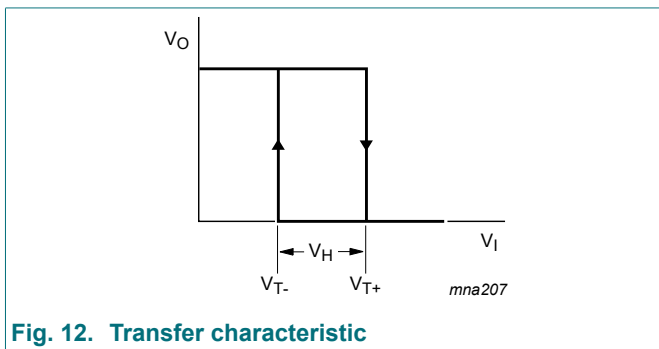 VO
VH
VI
VT-
VT+
mna207
Fig. 12. Transfer characteristic